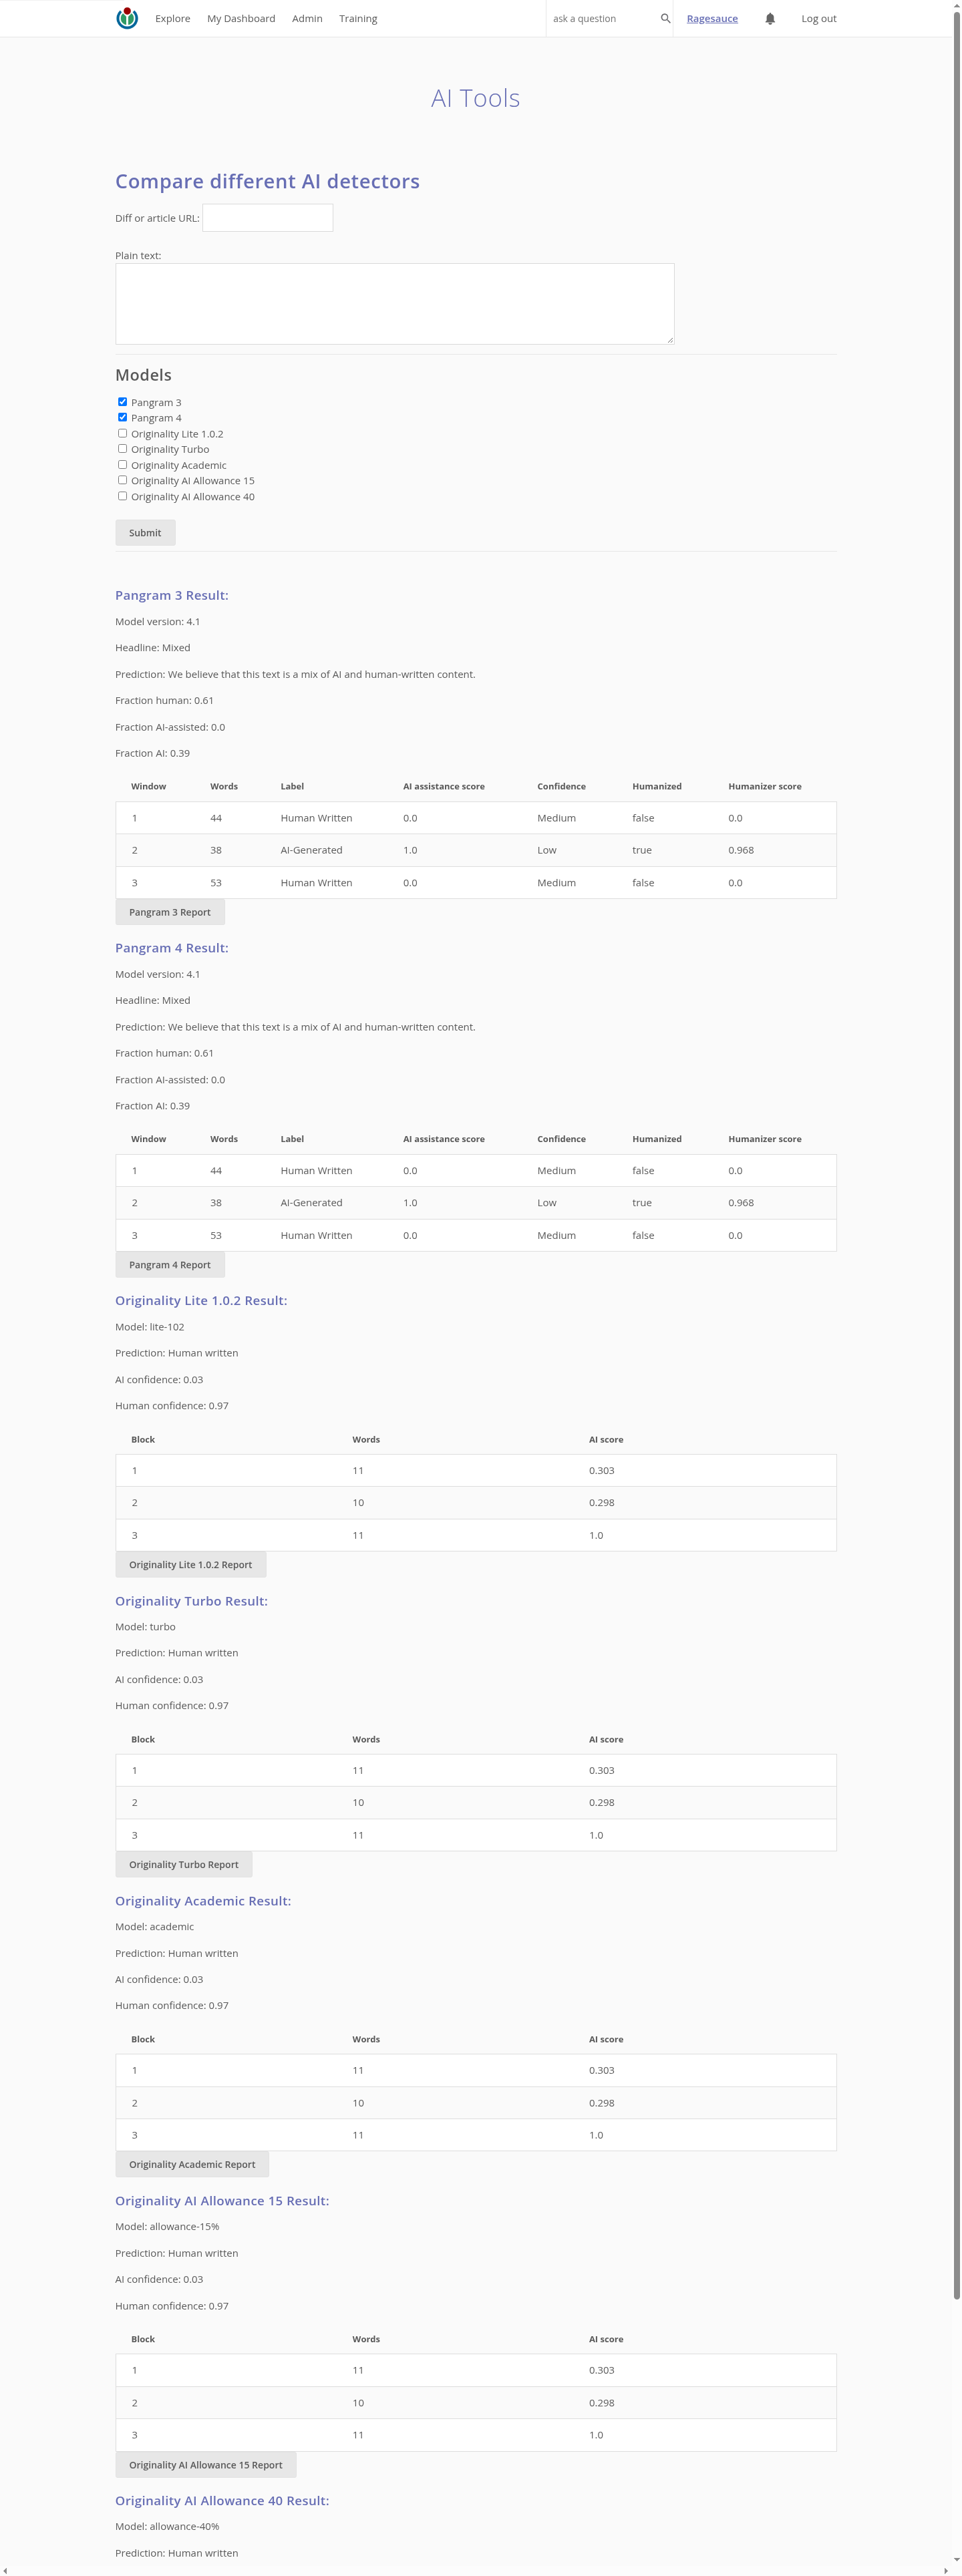 Explore My Dashboard Admin Training ask a question Ragesauce Log out
AI Tools
Compare different AI detectors
Diff or article URL:
Plain text:
Models
Pangram 3
Pangram 4
Originality Lite 1.0.2
Originality Turbo
Originality Academic
Originality AI Allowance 15
Originality AI Allowance 40
Submit
Pangram 3 Result:
Model version: 4.1
Headline: Mixed
Prediction: We believe that this text is a mix of AI and human-written content.
Fraction human: 0.61
Fraction AI-assisted: 0.0
Fraction AI: 0.39
Window Words Label AI assistance score Confidence Humanized Humanizer score
1 44 Human Written 0.0 Medium false 0.0
2 38 AI-Generated 1.0 Low true 0.968
3 53 Human Written 0.0 Medium false 0.0
Pangram 3 Report
Pangram 4 Result:
Model version: 4.1
Headline: Mixed
Prediction: We believe that this text is a mix of AI and human-written content.
Fraction human: 0.61
Fraction AI-assisted: 0.0
Fraction AI: 0.39
Window Words Label AI assistance score Confidence Humanized Humanizer score
1 44 Human Written 0.0 Medium false 0.0
2 38 AI-Generated 1.0 Low true 0.968
3 53 Human Written 0.0 Medium false 0.0
Pangram 4 Report
Originality Lite 1.0.2 Result:
Model: lite-102
Prediction: Human written
AI confidence: 0.03
Human confidence: 0.97
Block Words AI score
1 11 0.303
2 10 0.298
3 11 1.0
Originality Lite 1.0.2 Report
Originality Turbo Result:
Model: turbo
Prediction: Human written
AI confidence: 0.03
Human confidence: 0.97
Block Words AI score
1 11 0.303
2 10 0.298
3 11 1.0
Originality Turbo Report
Originality Academic Result:
Model: academic
Prediction: Human written
AI confidence: 0.03
Human confidence: 0.97
Block Words AI score
1 11 0.303
2 10 0.298
3 11 1.0
Originality Academic Report
Originality AI Allowance 15 Result:
Model: allowance-15%
Prediction: Human written
AI confidence: 0.03
Human confidence: 0.97
Block Words AI score
1 11 0.303
2 10 0.298
3 11 1.0
Originality AI Allowance 15 Report
Originality AI Allowance 40 Result:
Model: allowance-40%
Prediction: Human written